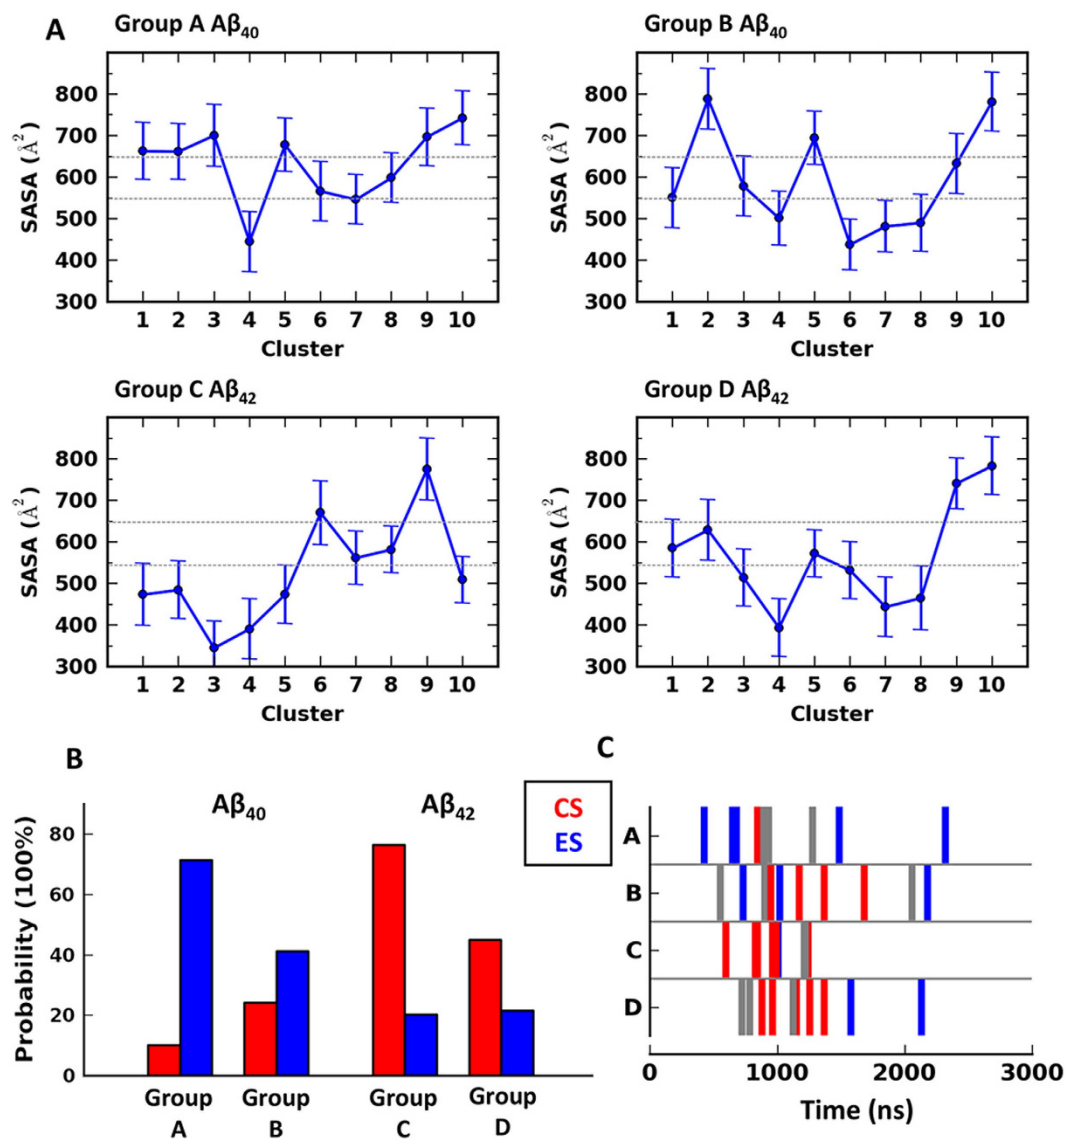 A
Group A Aβ40
SASA (Å2)
800
700
600
500
400
300
1 2 3 4 5 6 7 8 9 10
Cluster
Group B Aβ40
SASA (Å2)
800
700
600
500
400
300
1 2 3 4 5 6 7 8 9 10
Cluster
Group C Aβ42
SASA (Å2)
800
700
600
500
400
300
1 2 3 4 5 6 7 8 9 10
Cluster
Group D Aβ42
SASA (Å2)
800
700
600
500
400
300
1 2 3 4 5 6 7 8 9 10
Cluster
B
Aβ40 Aβ42
Probability (100%)
80
60
40
20
0
Group Group Group Group
A B C D
CS
ES
C
A
B
C
D
0 1000 2000 3000
Time (ns)